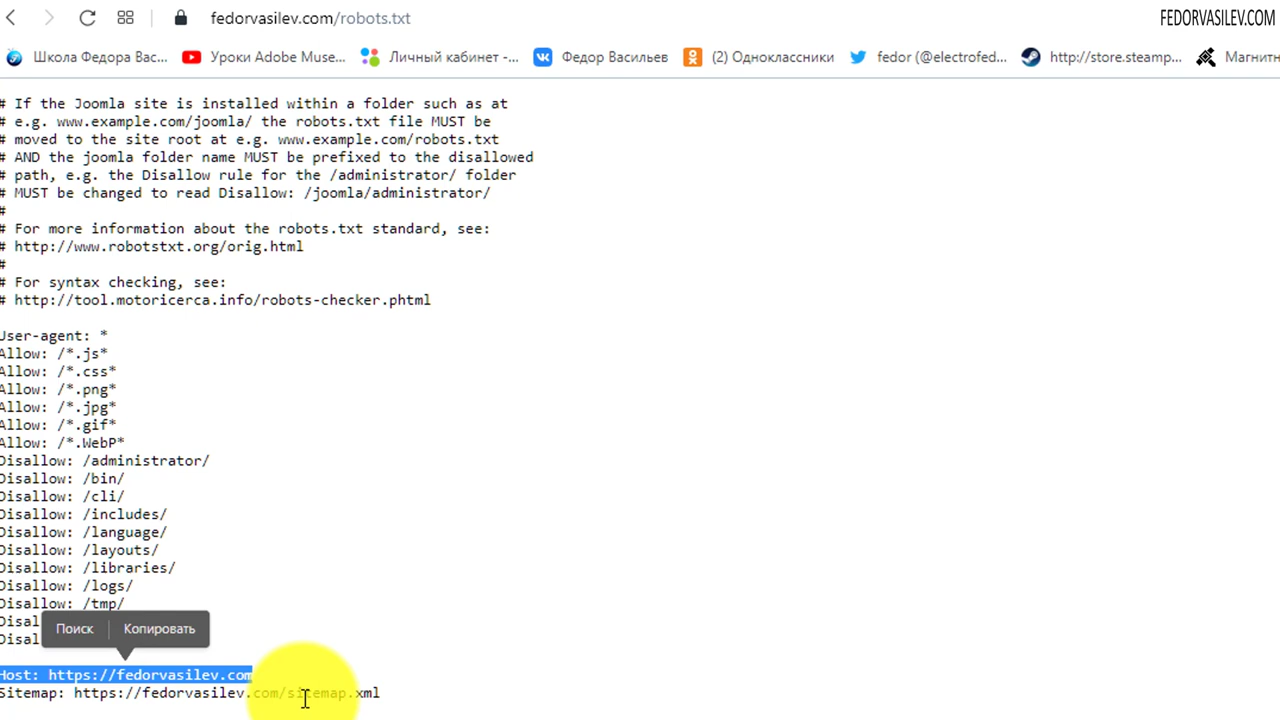 fedorvasilev.com/robots.txt
FEDORVASILEV.COM
Школа Федора Вас... Уроки Adobe Muse... Личный кабинет -... Федор Васильев (2) Одноклассники fedor (@electrofed... http://store.steamp... Магнитн
# If the Joomla site is installed within a folder such as at
# e.g. www.example.com/joomla/ the robots.txt file MUST be
# moved to the site root at e.g. www.example.com/robots.txt
# AND the joomla folder name MUST be prefixed to the disallowed
# path, e.g. the Disallow rule for the /administrator/ folder
# MUST be changed to read Disallow: /joomla/administrator/
#
# For more information about the robots.txt standard, see:
# http://www.robotstxt.org/orig.html
#
# For syntax checking, see:
# http://tool.motoricerca.info/robots-checker.phtml
User-agent: *
Allow: /*.js*
Allow: /*.css*
Allow: /*.png*
Allow: /*.jpg*
Allow: /*.gif*
Allow: /*.WebP*
Disallow: /administrator/
Disallow: /bin/
Disallow: /cli/
Disallow: /includes/
Disallow: /language/
Disallow: /layouts/
Disallow: /libraries/
Disallow: /logs/
Disallow: /tmp/
Disal
Поиск Копировать
Disal
Host: https://fedorvasilev.com
Sitemap: https://fedorvasilev.com/sitemap.xml